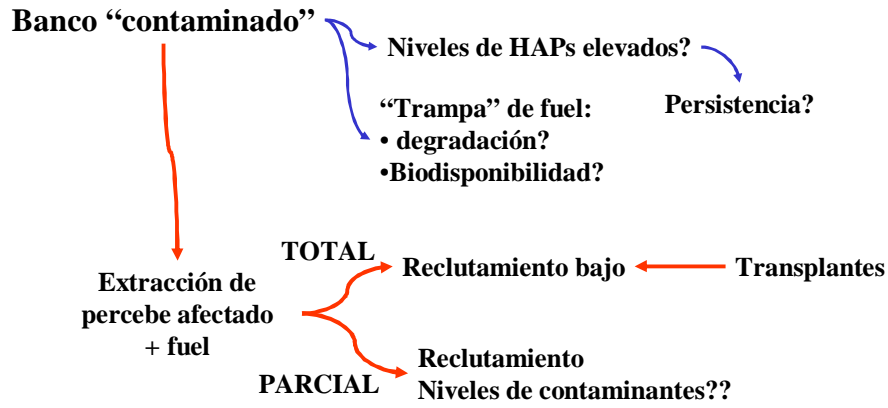 Banco “contaminado”
Niveles de HAPs elevados?
Persistencia?
“Trampa” de fuel:
• degradación?
•Biodisponibilidad?
TOTAL
Extracción de
percebe afectado
+ fuel
Reclutamiento bajo
Transplantes
PARCIAL
Reclutamiento
Niveles de contaminantes??